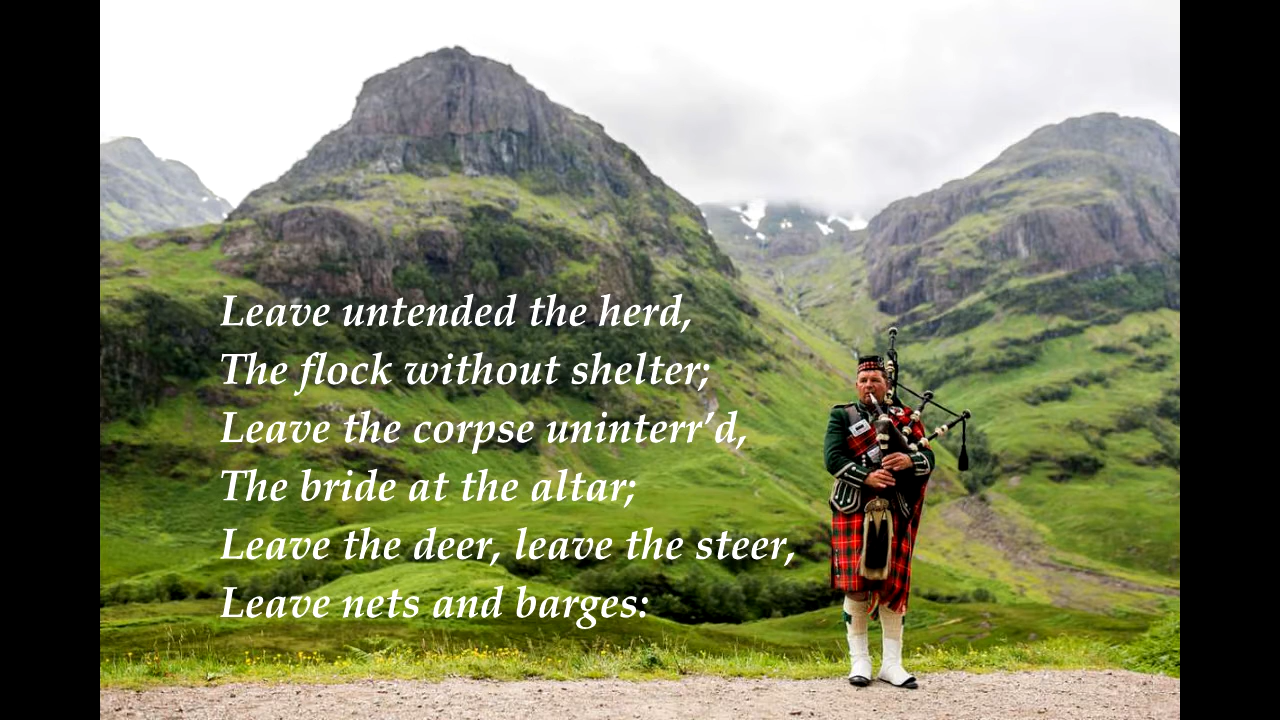 Leave untended the herd,
The flock without shelter;
Leave the corpse uninterr’d,
The bride at the altar;
Leave the deer, leave the steer,
Leave nets and barges: